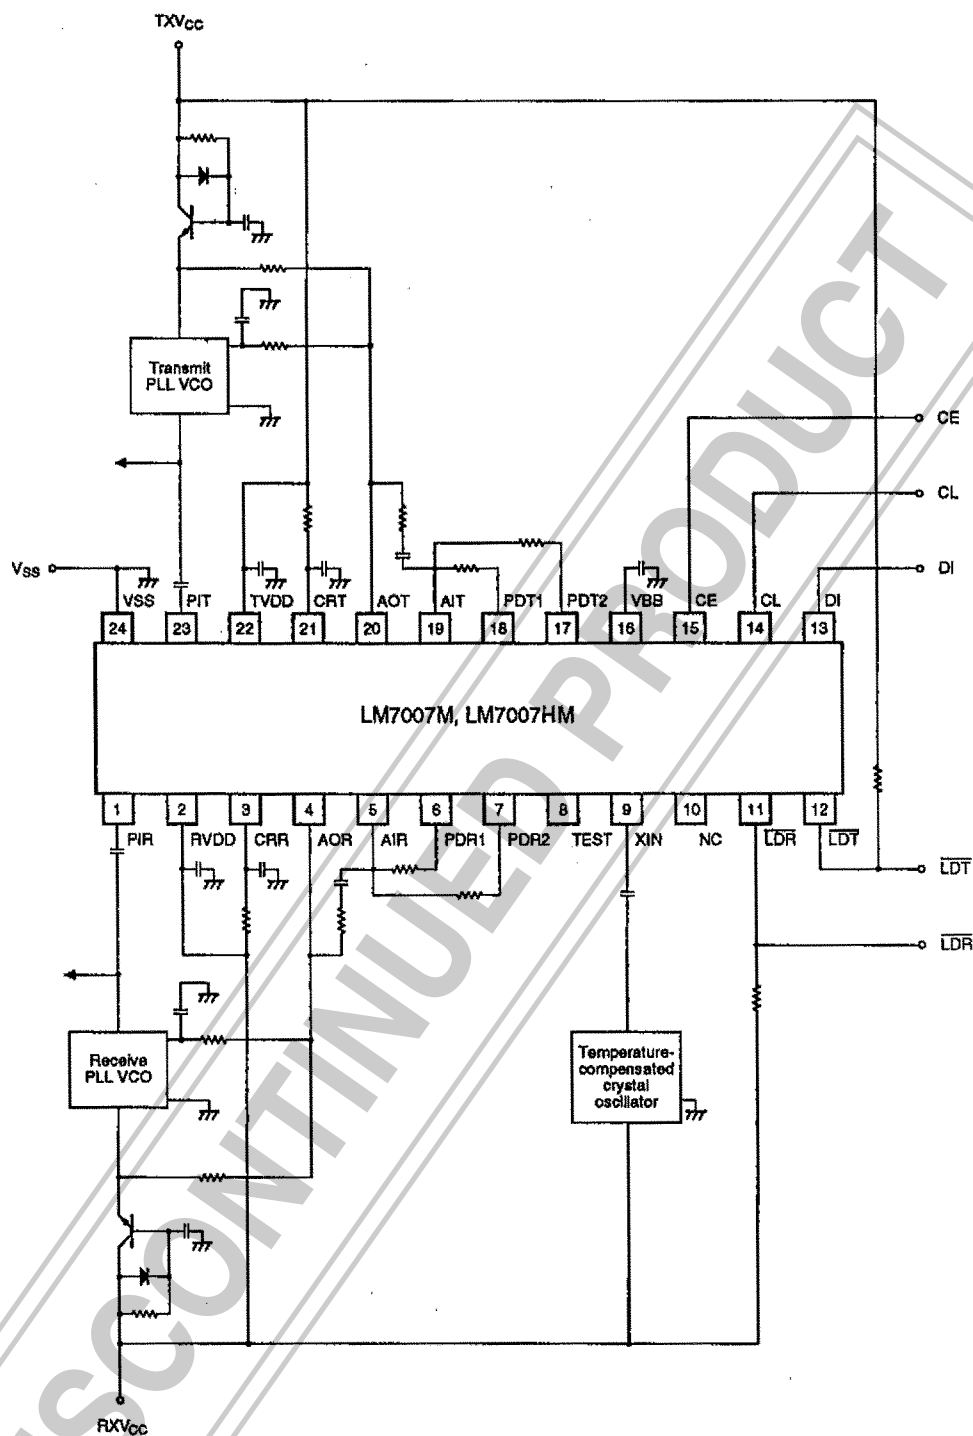 TXVCC
Transmit
PLL VCO
CE
CL
DI
VSS
VSS PIT TVDD CRT AOT AIT PDT1 PDT2 VBB CE CL DI
24 23 22 21 20 19 18 17 16 15 14 13
LM7007M, LM7007HM
1 2 3 4 5 6 7 8 9 10 11 12
PIR RVDD CRR AOR AIR PDR1 PDR2 TEST XIN NC LDR LDT
LDT
LDR
Receive
PLL VCO
Temperature-
compensated
crystal
oscillator
RXVCC
DISCONTINUED PRODUCT